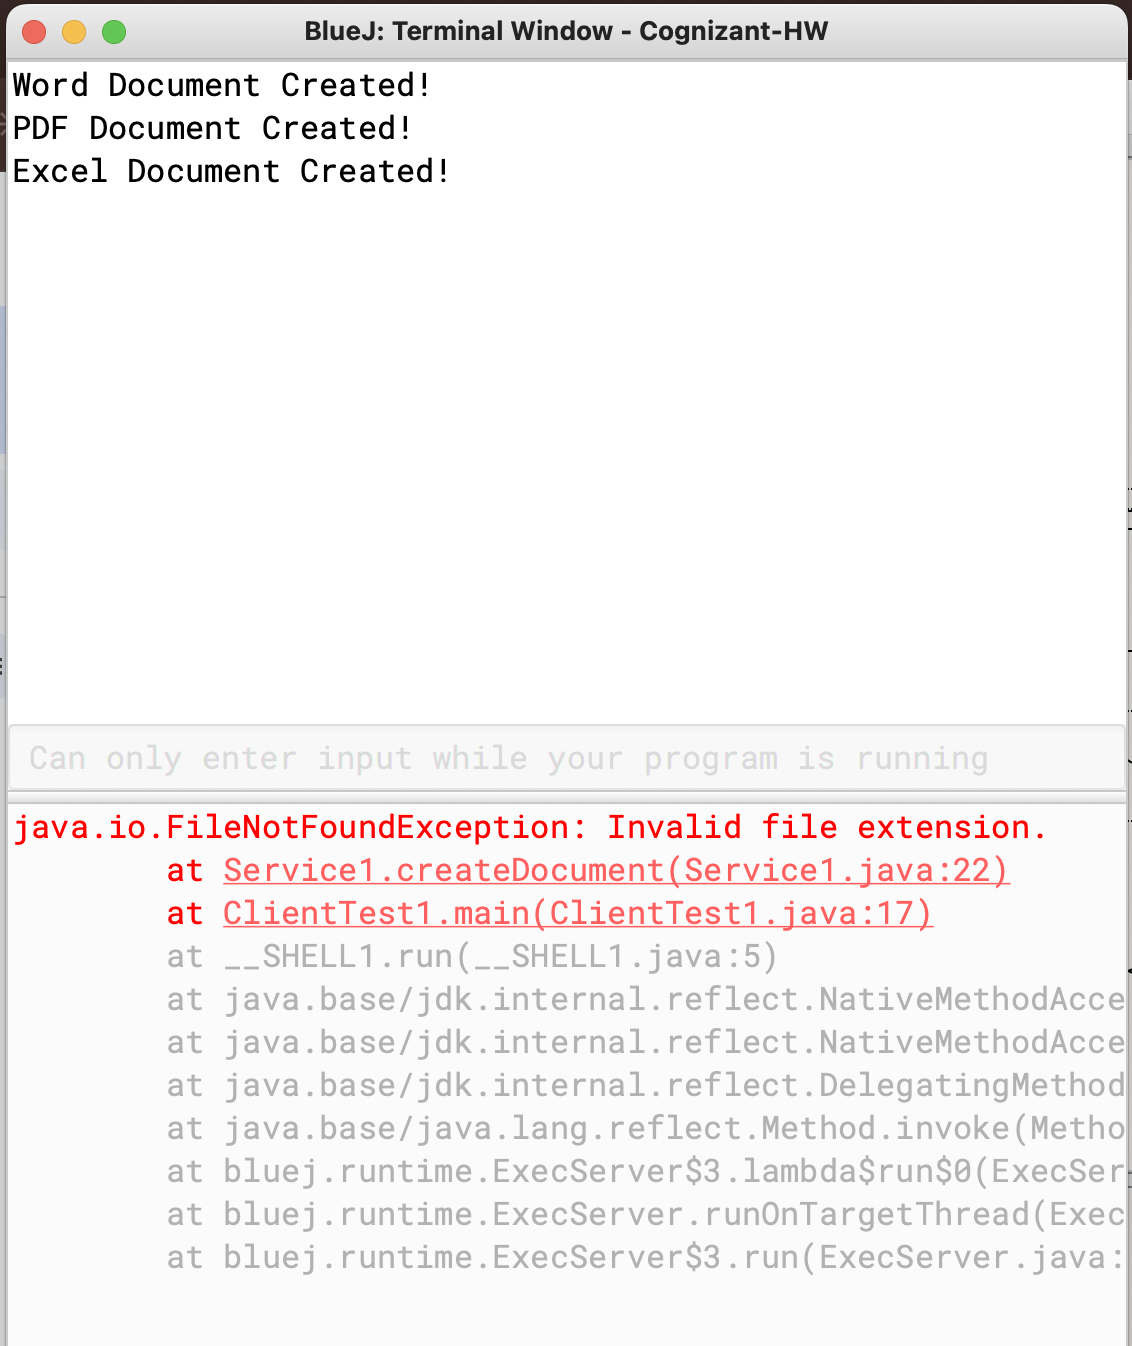 BlueJ: Terminal Window - Cognizant-HW
Word Document Created!
PDF Document Created!
Excel Document Created!
Can only enter input while your program is running
java.io.FileNotFoundException: Invalid file extension.
at Service1.createDocument(Service1.java:22)
at ClientTest1.main(ClientTest1.java:17)
at __SHELL1.run(__SHELL1.java:5)
at java.base/jdk.internal.reflect.NativeMethodAcce
at java.base/jdk.internal.reflect.NativeMethodAcce
at java.base/jdk.internal.reflect.DelegatingMethod
at java.base/java.lang.reflect.Method.invoke(Metho
at bluej.runtime.ExecServer$3.lambda$run$0(ExecSer
at bluej.runtime.ExecServer.runOnTargetThread(Exec
at bluej.runtime.ExecServer$3.run(ExecServer.java: